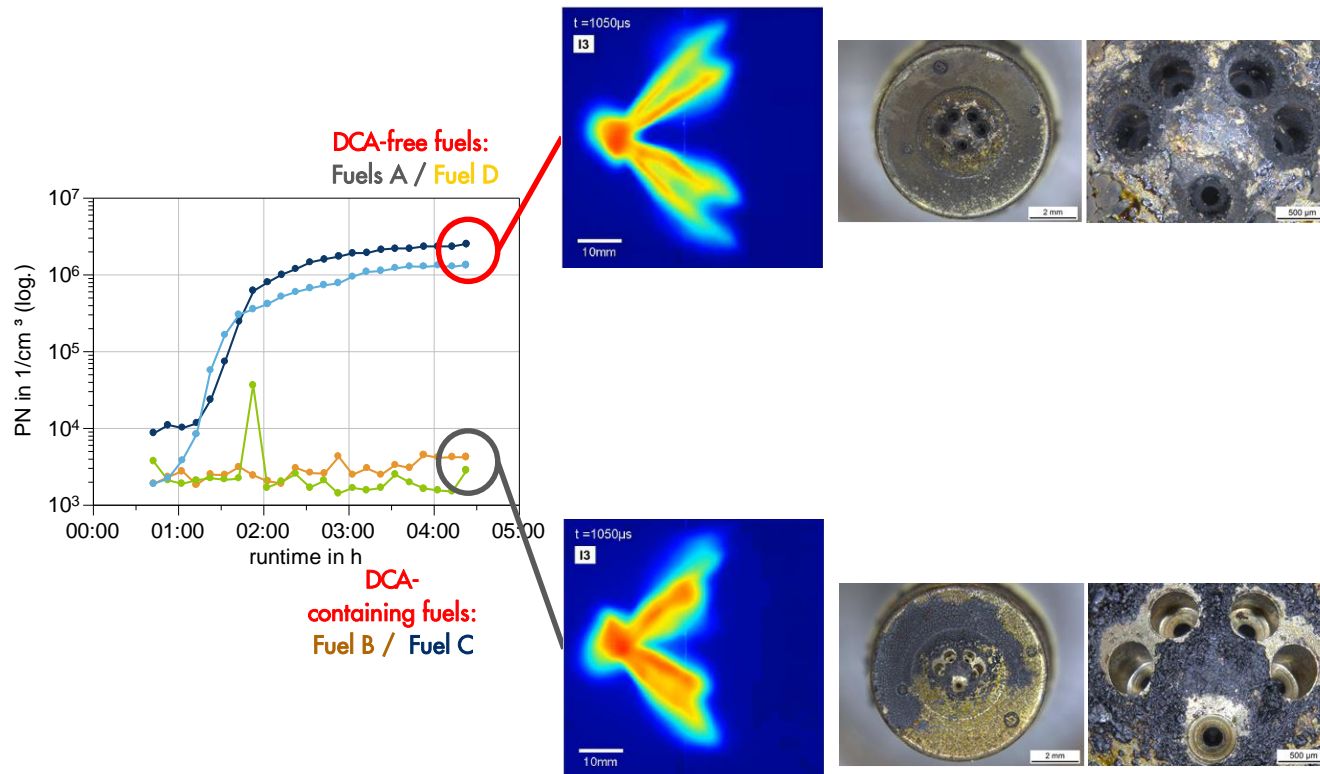 t =1050µs
I3
10mm
2 mm
500 µm
DCA-free fuels:
Fuels A / Fuel D
10⁷
10⁶
10⁵
10⁴
10³
PN in 1/cm ³ (log.)
00:00 01:00 02:00 03:00 04:00 05:00
runtime in h
DCA-
containing fuels:
Fuel B / Fuel C
t =1050µs
I3
10mm
2 mm
500 µm